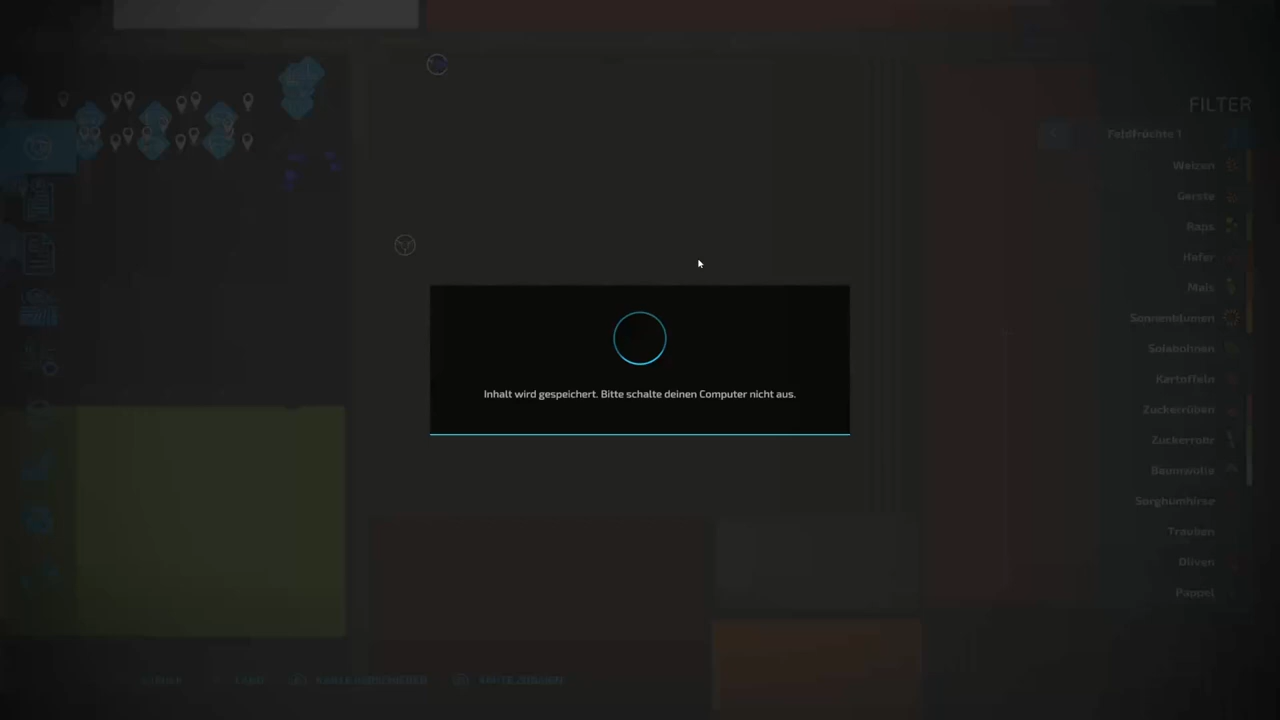 FILTER
Feldfrüchte 1
Weizen
Gerste
Raps
Hafer
Mais
Sonnenblumen
Sojabohnen
Inhalt wird gespeichert. Bitte schalte deinen Computer nicht aus.
Kartoffeln
Zuckerrüben
Zuckerrohr
Baumwolle
Sorghumhirse
Trauben
Oliven
Pappel